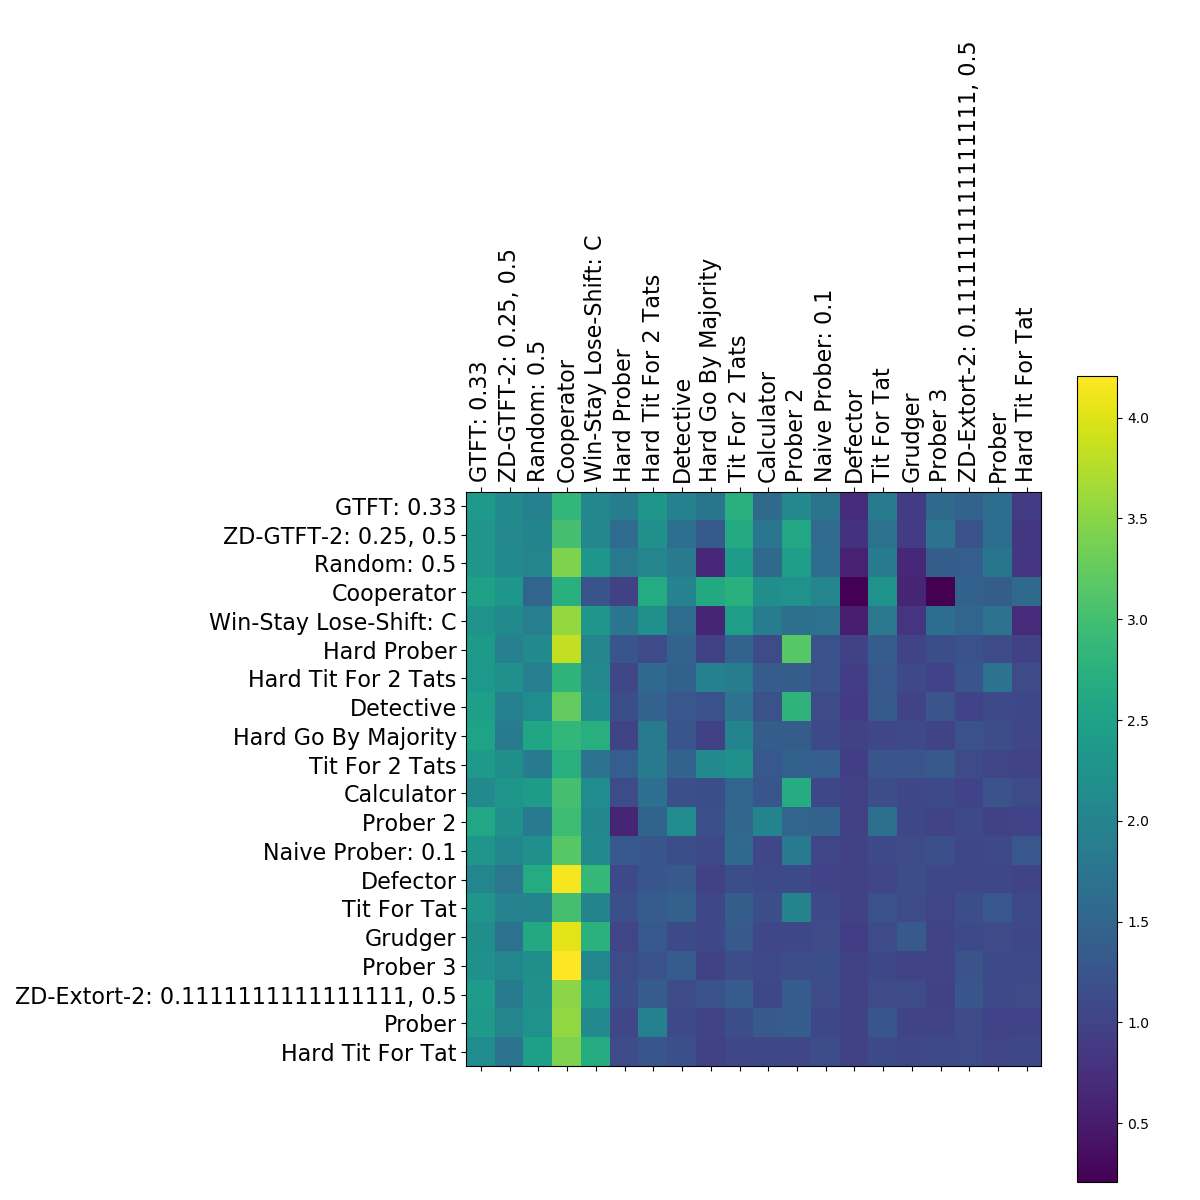 GTFT: 0.33
ZD-GTFT-2: 0.25, 0.5
Random: 0.5
Cooperator
Win-Stay Lose-Shift: C
Hard Prober
Hard Tit For 2 Tats
Detective
Hard Go By Majority
Tit For 2 Tats
Calculator
Prober 2
Naive Prober: 0.1
Defector
Tit For Tat
Grudger
Prober 3
ZD-Extort-2: 0.1111111111111111, 0.5
Prober
Hard Tit For Tat
GTFT: 0.33
ZD-GTFT-2: 0.25, 0.5
Random: 0.5
Cooperator
Win-Stay Lose-Shift: C
Hard Prober
Hard Tit For 2 Tats
Detective
Hard Go By Majority
Tit For 2 Tats
Calculator
Prober 2
Naive Prober: 0.1
Defector
Tit For Tat
Grudger
Prober 3
ZD-Extort-2: 0.1111111111111111, 0.5
Prober
Hard Tit For Tat
4.0
3.5
3.0
2.5
2.0
1.5
1.0
0.5